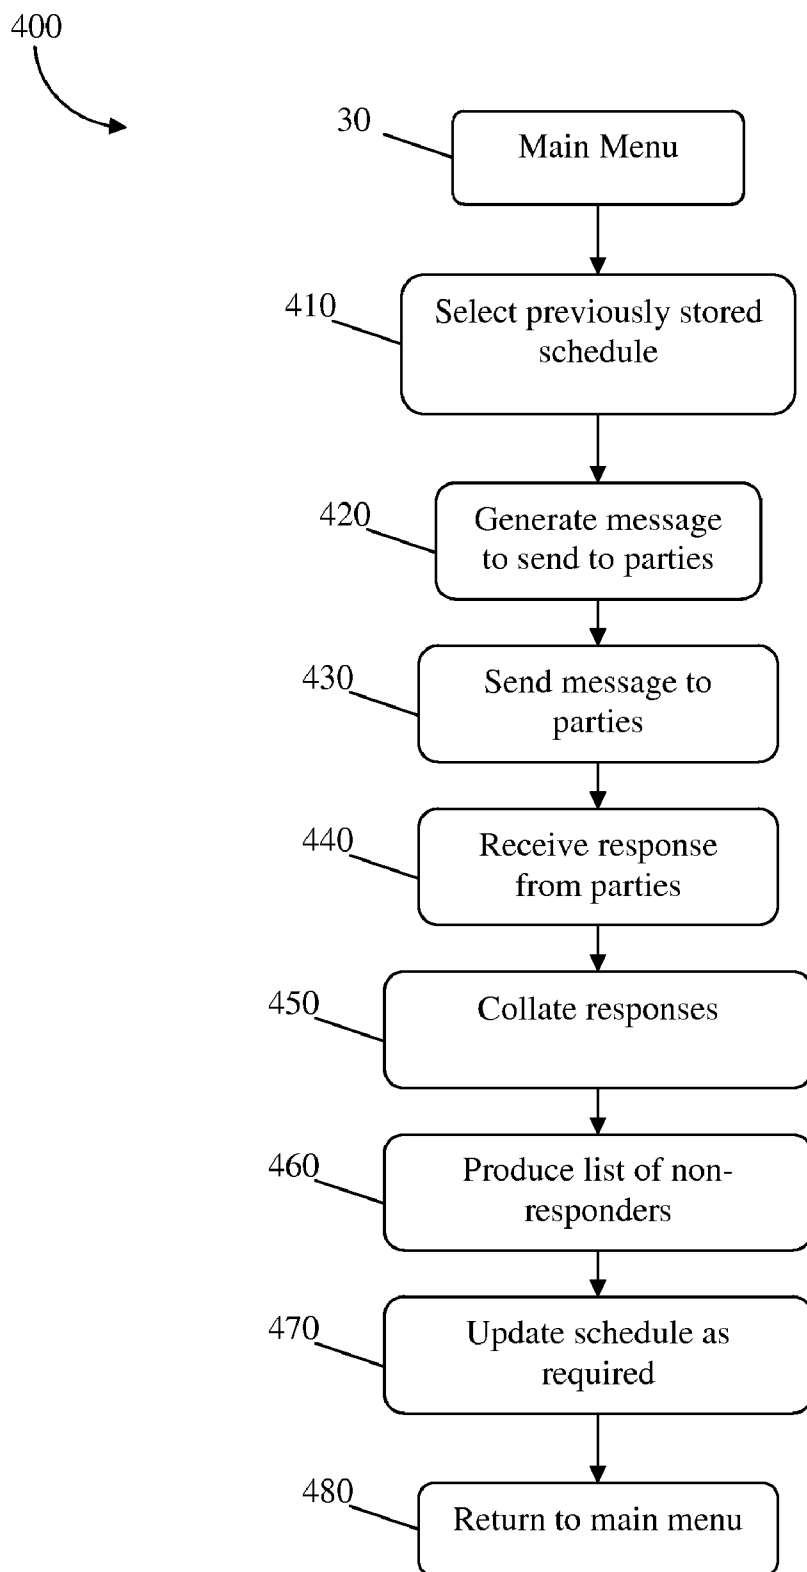 400
30
Main Menu
410
Select previously stored
schedule
420
Generate message
to send to parties
430
Send message to
parties
440
Receive response
from parties
450
Collate responses
460
Produce list of non-
responders
470
Update schedule as
required
480
Return to main menu